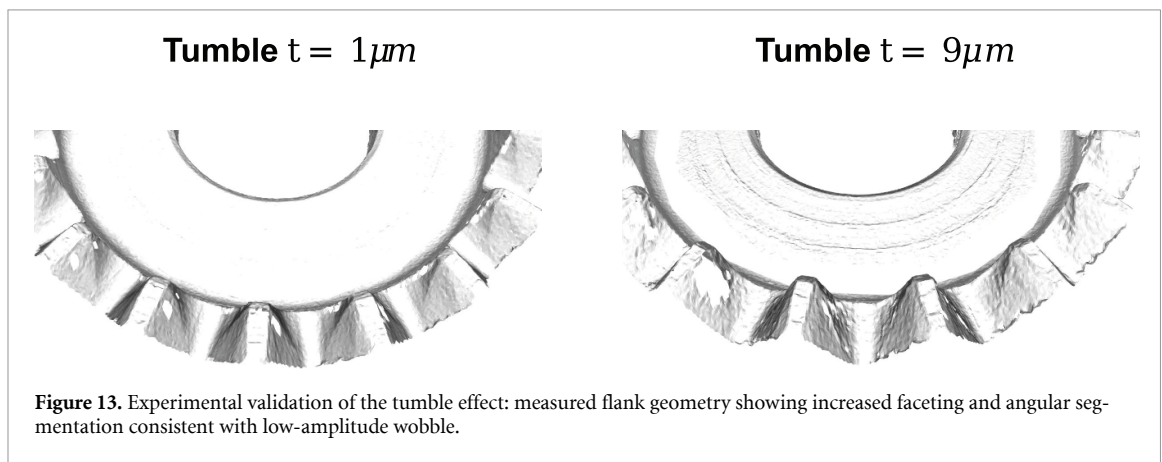 Tumble t = 1μm
Tumble t = 9μm
Figure 13. Experimental validation of the tumble effect: measured flank geometry showing increased faceting and angular seg-
mentation consistent with low-amplitude wobble.